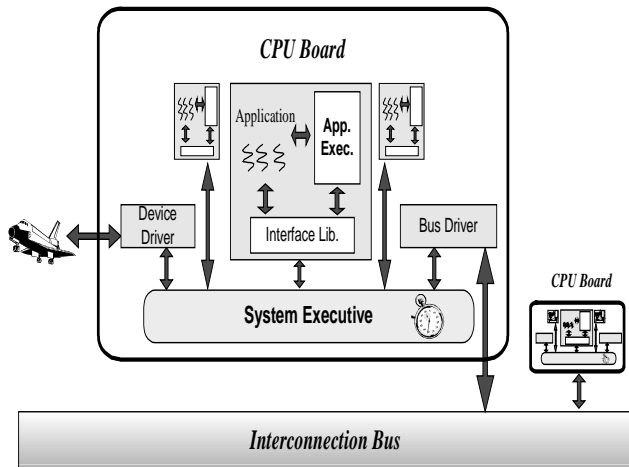 CPU Board
Application
App.
Exec.
Device
Driver
Interface Lib.
Bus Driver
System Executive
CPU Board
Interconnection Bus